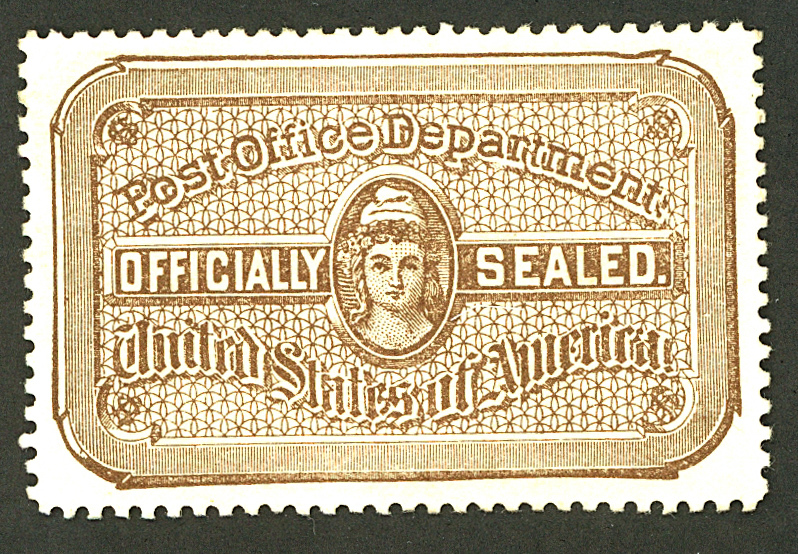 Post Office Department.
OFFICIALLY SEALED.
United States of America.